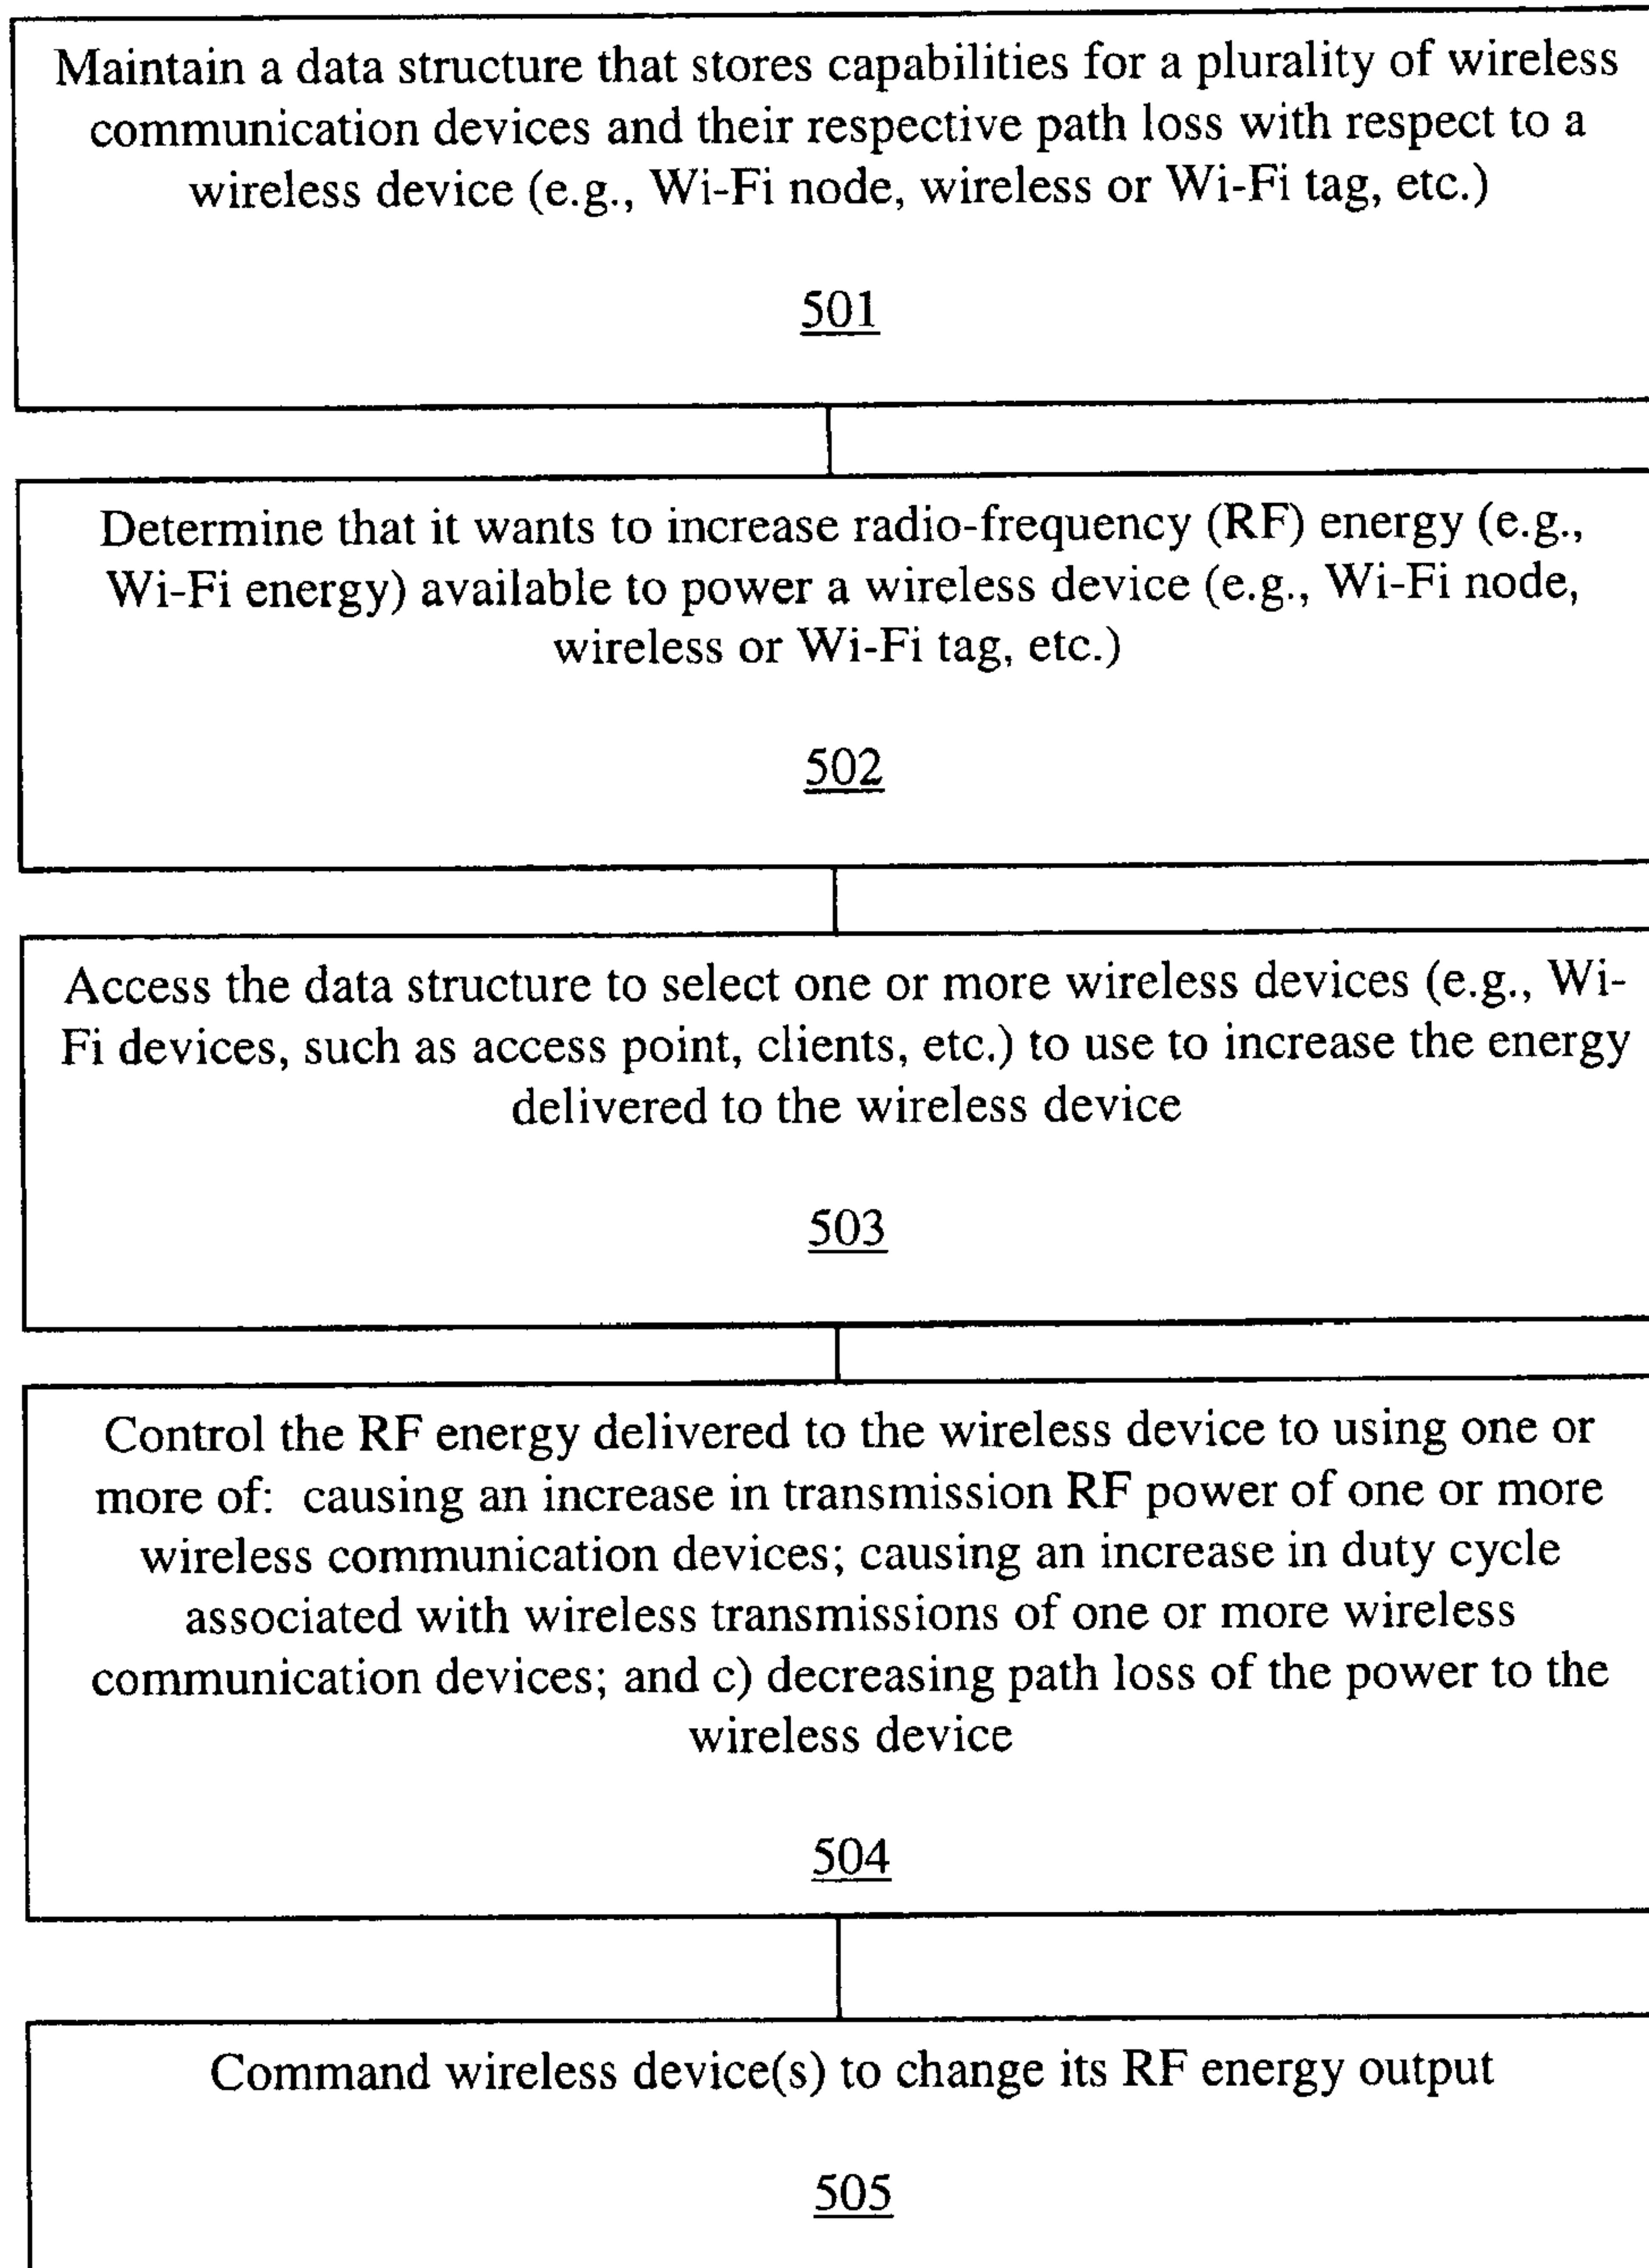 Maintain a data structure that stores capabilities for a plurality of wireless
communication devices and their respective path loss with respect to a
wireless device (e.g., Wi-Fi node, wireless or Wi-Fi tag, etc.)
501
Determine that it wants to increase radio-frequency (RF) energy (e.g.,
Wi-Fi energy) available to power a wireless device (e.g., Wi-Fi node,
wireless or Wi-Fi tag, etc.)
502
Access the data structure to select one or more wireless devices (e.g., Wi-
Fi devices, such as access point, clients, etc.) to use to increase the energy
delivered to the wireless device
503
Control the RF energy delivered to the wireless device to using one or
more of: causing an increase in transmission RF power of one or more
wireless communication devices; causing an increase in duty cycle
associated with wireless transmissions of one or more wireless
communication devices; and c) decreasing path loss of the power to the
wireless device
504
Command wireless device(s) to change its RF energy output
505